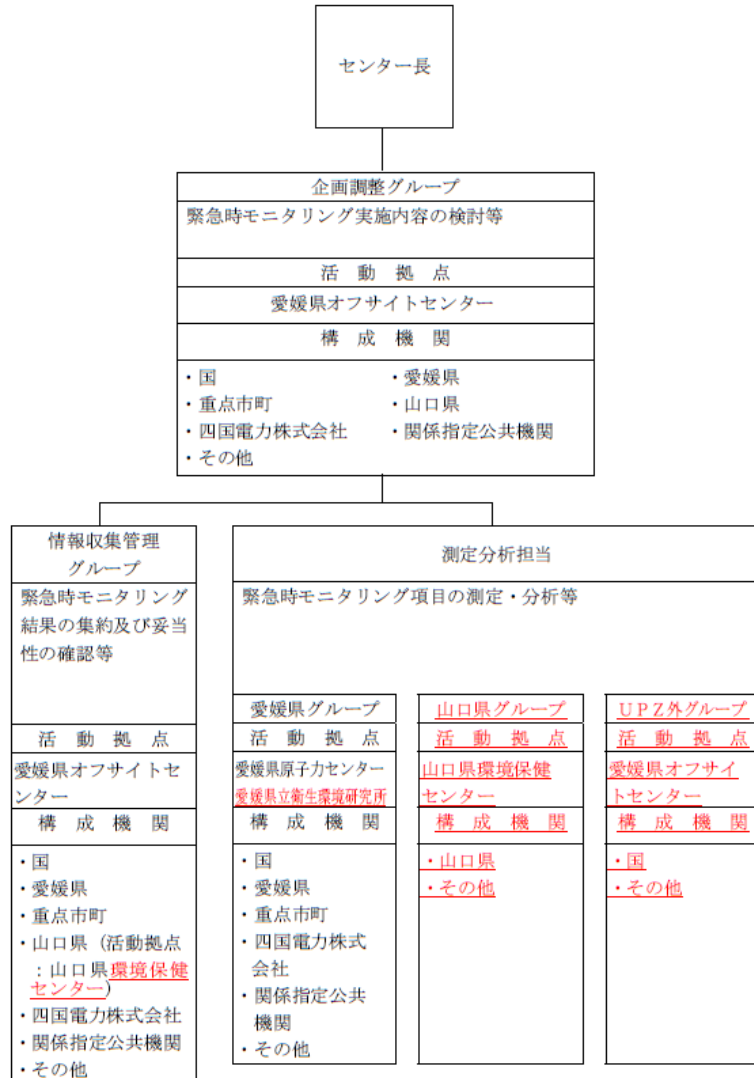 センター長
企画調整グループ
緊急時モニタリング実施内容の検討等
活動拠点
愛媛県オフサイトセンター
構成機関
・国
・愛媛県
・重点市町
・山口県
・四国電力株式会社
・関係指定公共機関
・その他
情報収集管理
グループ
緊急時モニタリング
結果の集約及び妥当
性の確認等
活動拠点
愛媛県オフサイトセ
ンター
構成機関
・国
・愛媛県
・重点市町
・山口県（活動拠点
：山口県環境保健
センター）
・四国電力株式会社
・関係指定公共機関
・その他
測定分析担当
緊急時モニタリング項目の測定・分析等
愛媛県グループ
活動拠点
愛媛県原子力センター
愛媛県立衛生環境研究所
構成機関
・国
・愛媛県
・重点市町
・四国電力株式
会社
・関係指定公共
機関
・その他
山口県グループ
活動拠点
山口県環境保健
センター
構成機関
・山口県
・その他
ＵＰＺ外グループ
活動拠点
愛媛県オフサイ
トセンター
構成機関
・国
・その他